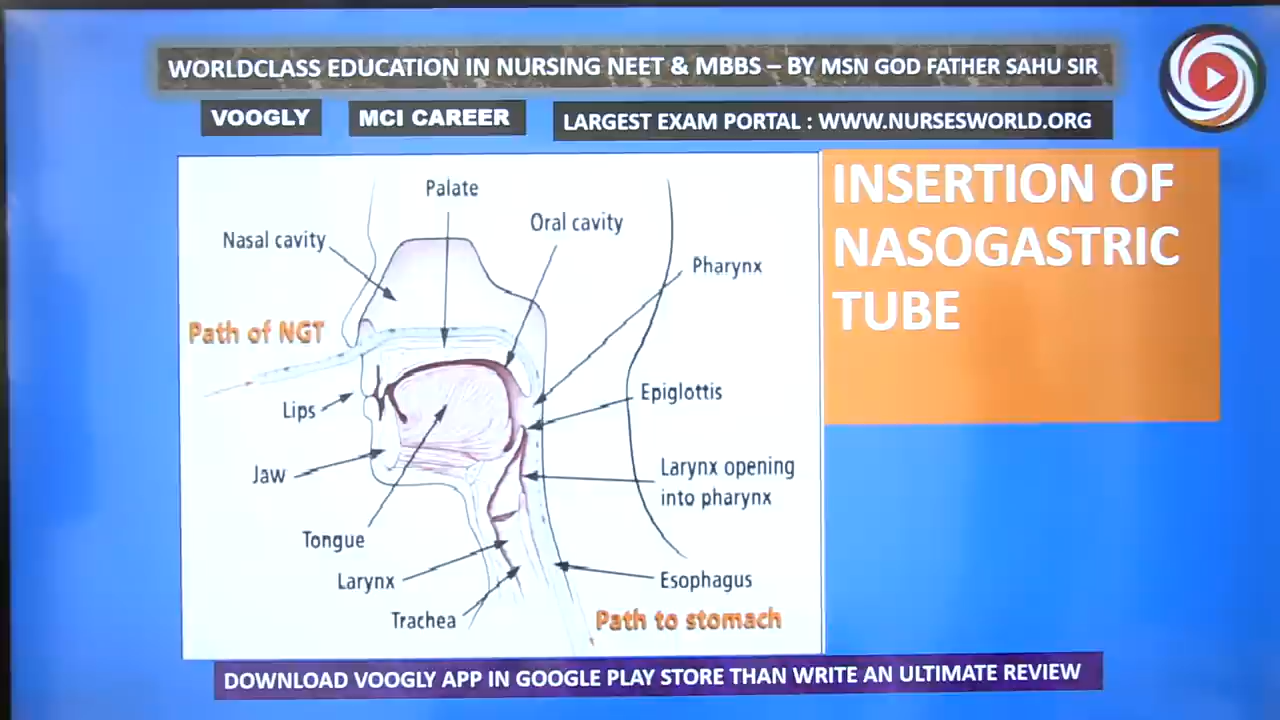 WORLDCLASS EDUCATION IN NURSING NEET & MBBS – BY MSN GOD FATHER SAHU SIR
VOOGLY
MCI CAREER
LARGEST EXAM PORTAL : WWW.NURSESWORLD.ORG
INSERTION OF
NASOGASTRIC
TUBE
Palate
Oral cavity
Nasal cavity
Pharynx
Path of NGT
Lips
Epiglottis
Jaw
Larynx opening
into pharynx
Tongue
Larynx
Esophagus
Trachea
Path to stomach
DOWNLOAD VOOGLY APP IN GOOGLE PLAY STORE THAN WRITE AN ULTIMATE REVIEW